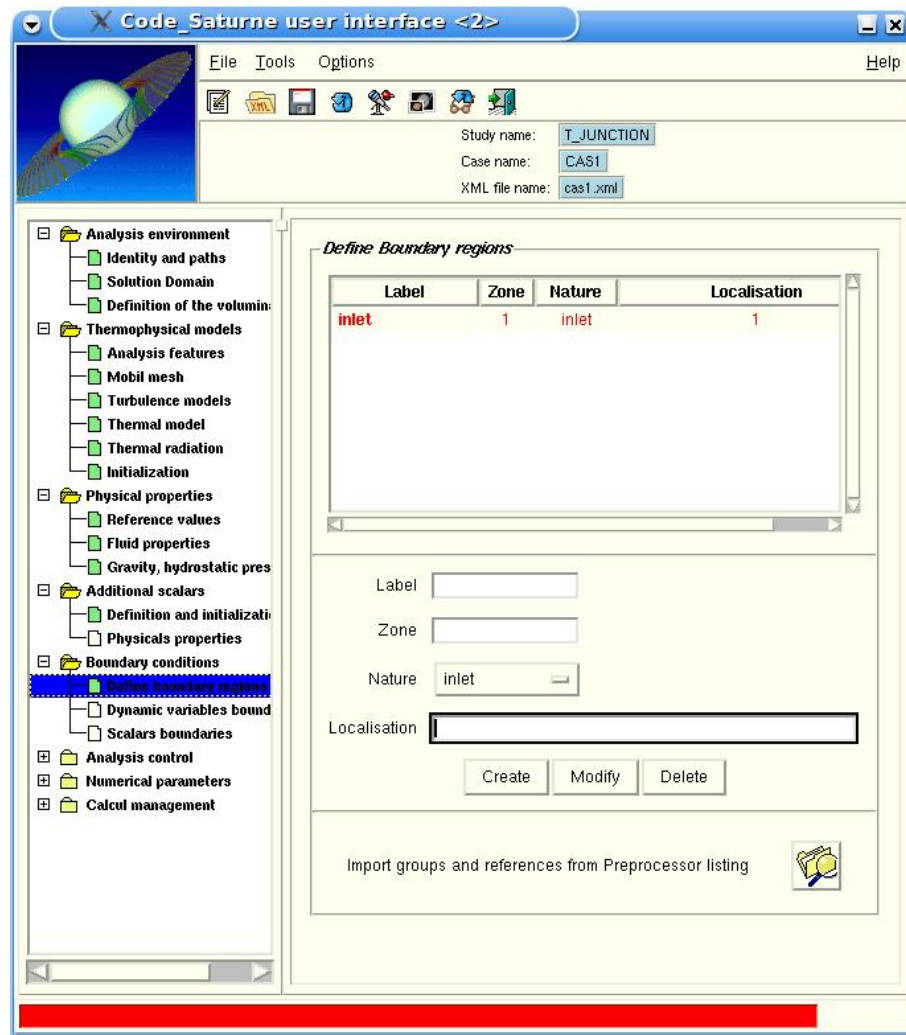 Code_Saturne user interface <2>
File Tools Options Help
Study name: T_JUNCTION
Case name: CAS1
XML file name: cas1.xml
Analysis environment
Identity and paths
Solution Domain
Definition of the volumin
Thermophysical models
Analysis features
Mobil mesh
Turbulence models
Thermal model
Thermal radiation
Initialization
Physical properties
Reference values
Fluid properties
Gravity, hydrostatic pres
Additional scalars
Definition and initializati
Physicals properties
Boundary conditions
Define boundary regions
Dynamic variables bound
Scalars boundaries
Analysis control
Numerical parameters
Calcul management
Define Boundary regions
Label Zone Nature Localisation
inlet 1 inlet 1
Label
Zone
Nature inlet
Localisation
Create Modify Delete
Import groups and references from Preprocessor listing